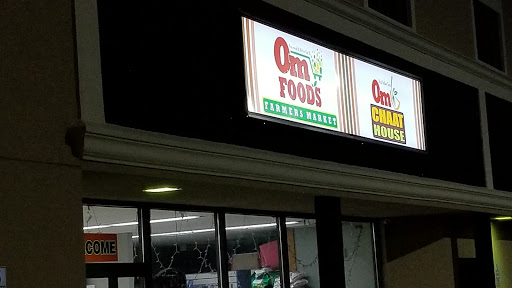 Om
FOODS
FARMERS MARKET
Om
CHAAT
HOUSE
COME